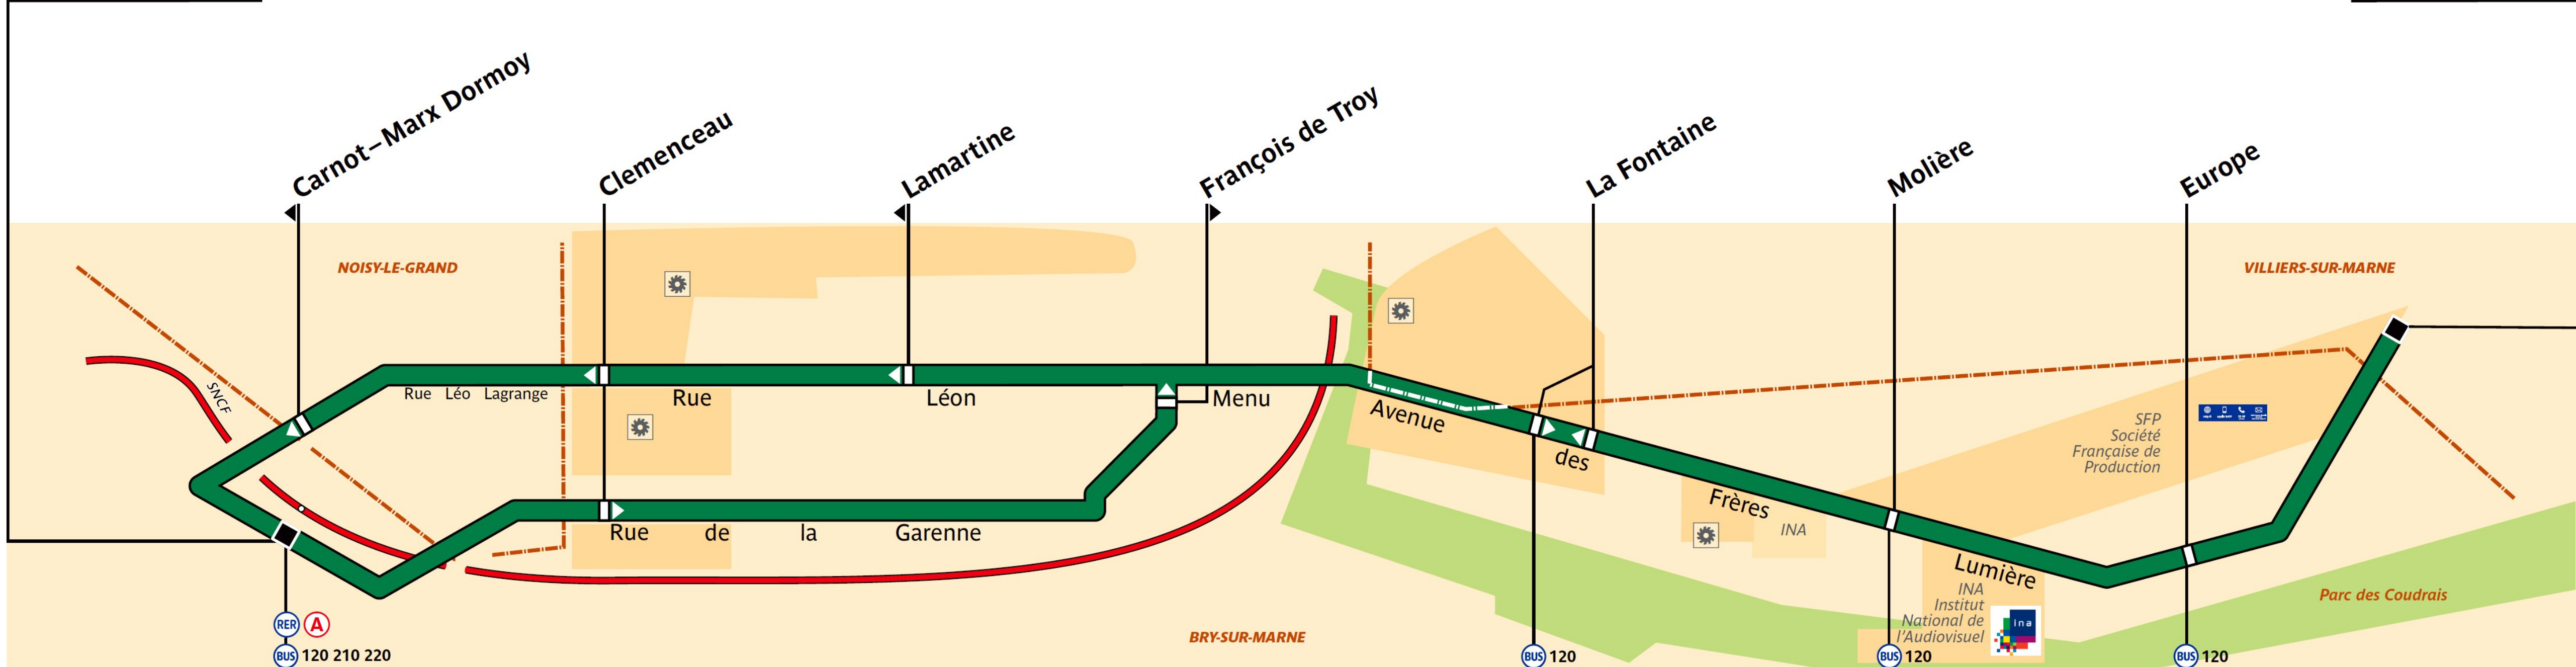 Carnot–Marx Dormoy
Clemenceau
Lamartine
François de Troy
La Fontaine
Molière
Europe
NOISY-LE-GRAND
VILLIERS-SUR-MARNE
SNCF
Rue Léo Lagrange
Rue Léon Menu
Avenue des Frères Lumière
SFP
Société
Française de
Production
Rue de la Garenne
INA
INA
Institut
National de
l'Audiovisuel
ina
Parc des Coudrais
BRY-SUR-MARNE
RER A
BUS 120 210 220
BUS 120
BUS 120
BUS 120